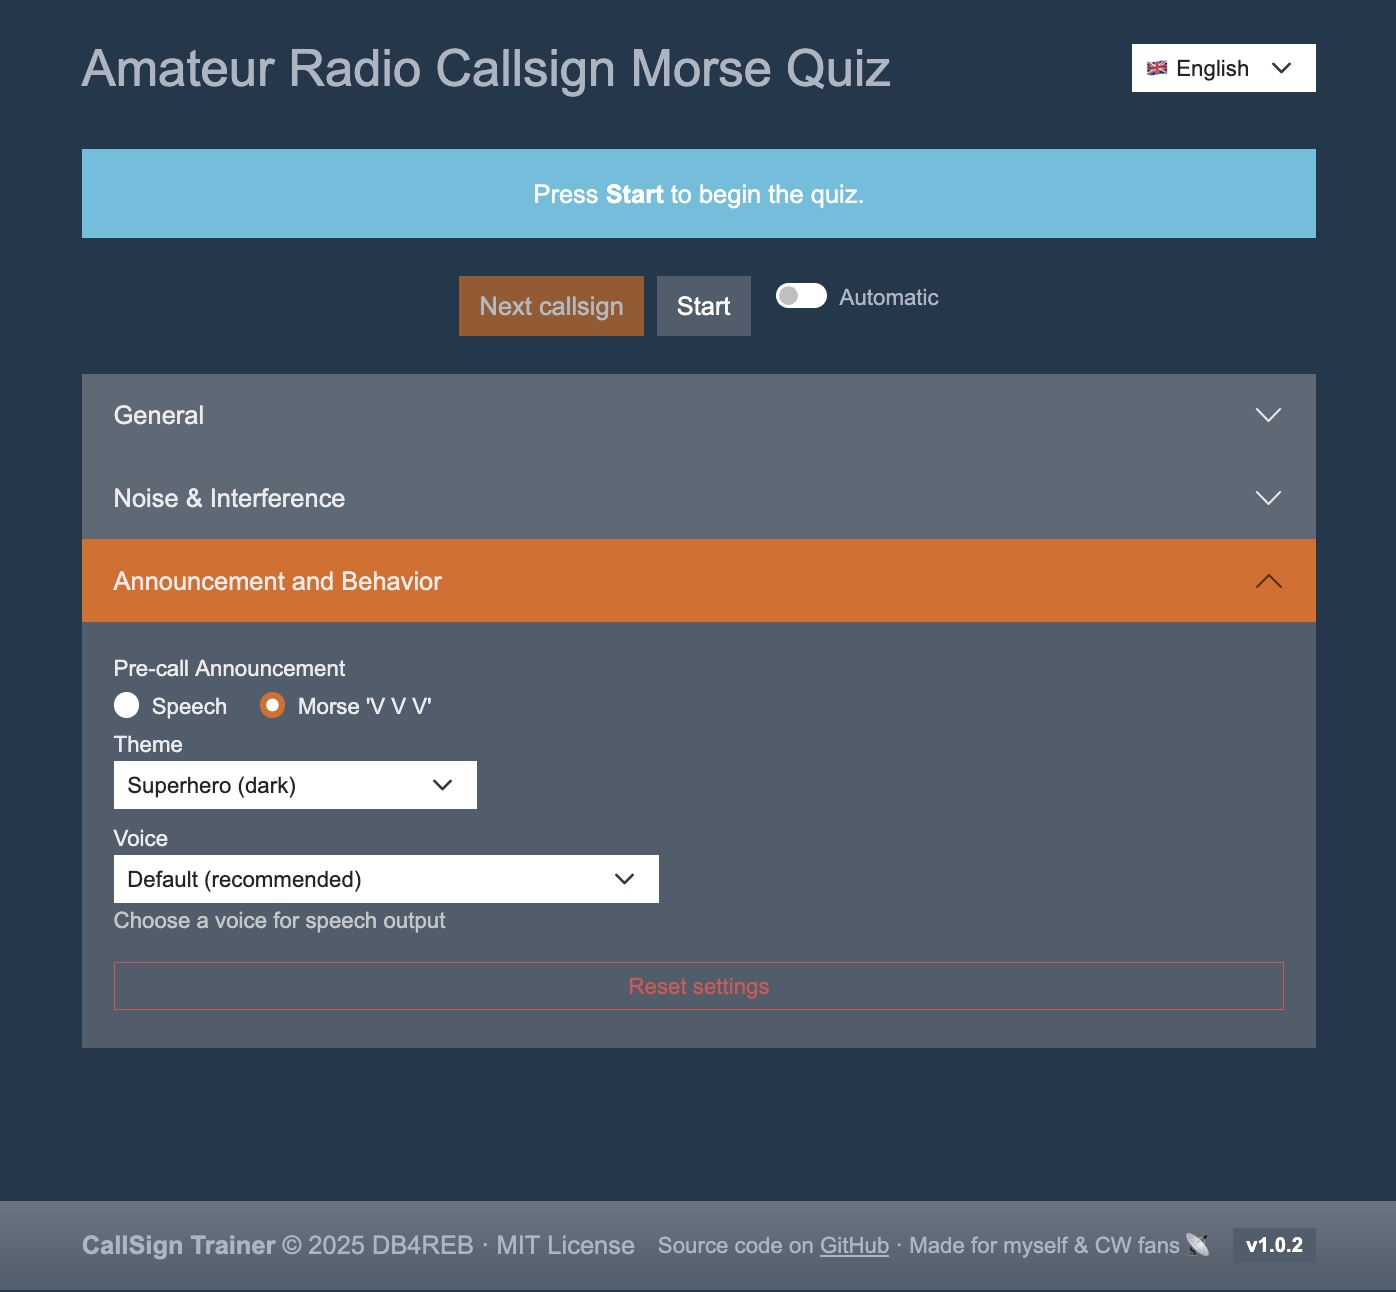 Amateur Radio Callsign Morse Quiz
English
Press Start to begin the quiz.
Next callsign
Start
Automatic
General
Noise & Interference
Announcement and Behavior
Pre-call Announcement
Speech
Morse 'V V V'
Theme
Superhero (dark)
Voice
Default (recommended)
Choose a voice for speech output
Reset settings
CallSign Trainer © 2025 DB4REB · MIT License
Source code on GitHub · Made for myself & CW fans 📡
v1.0.2